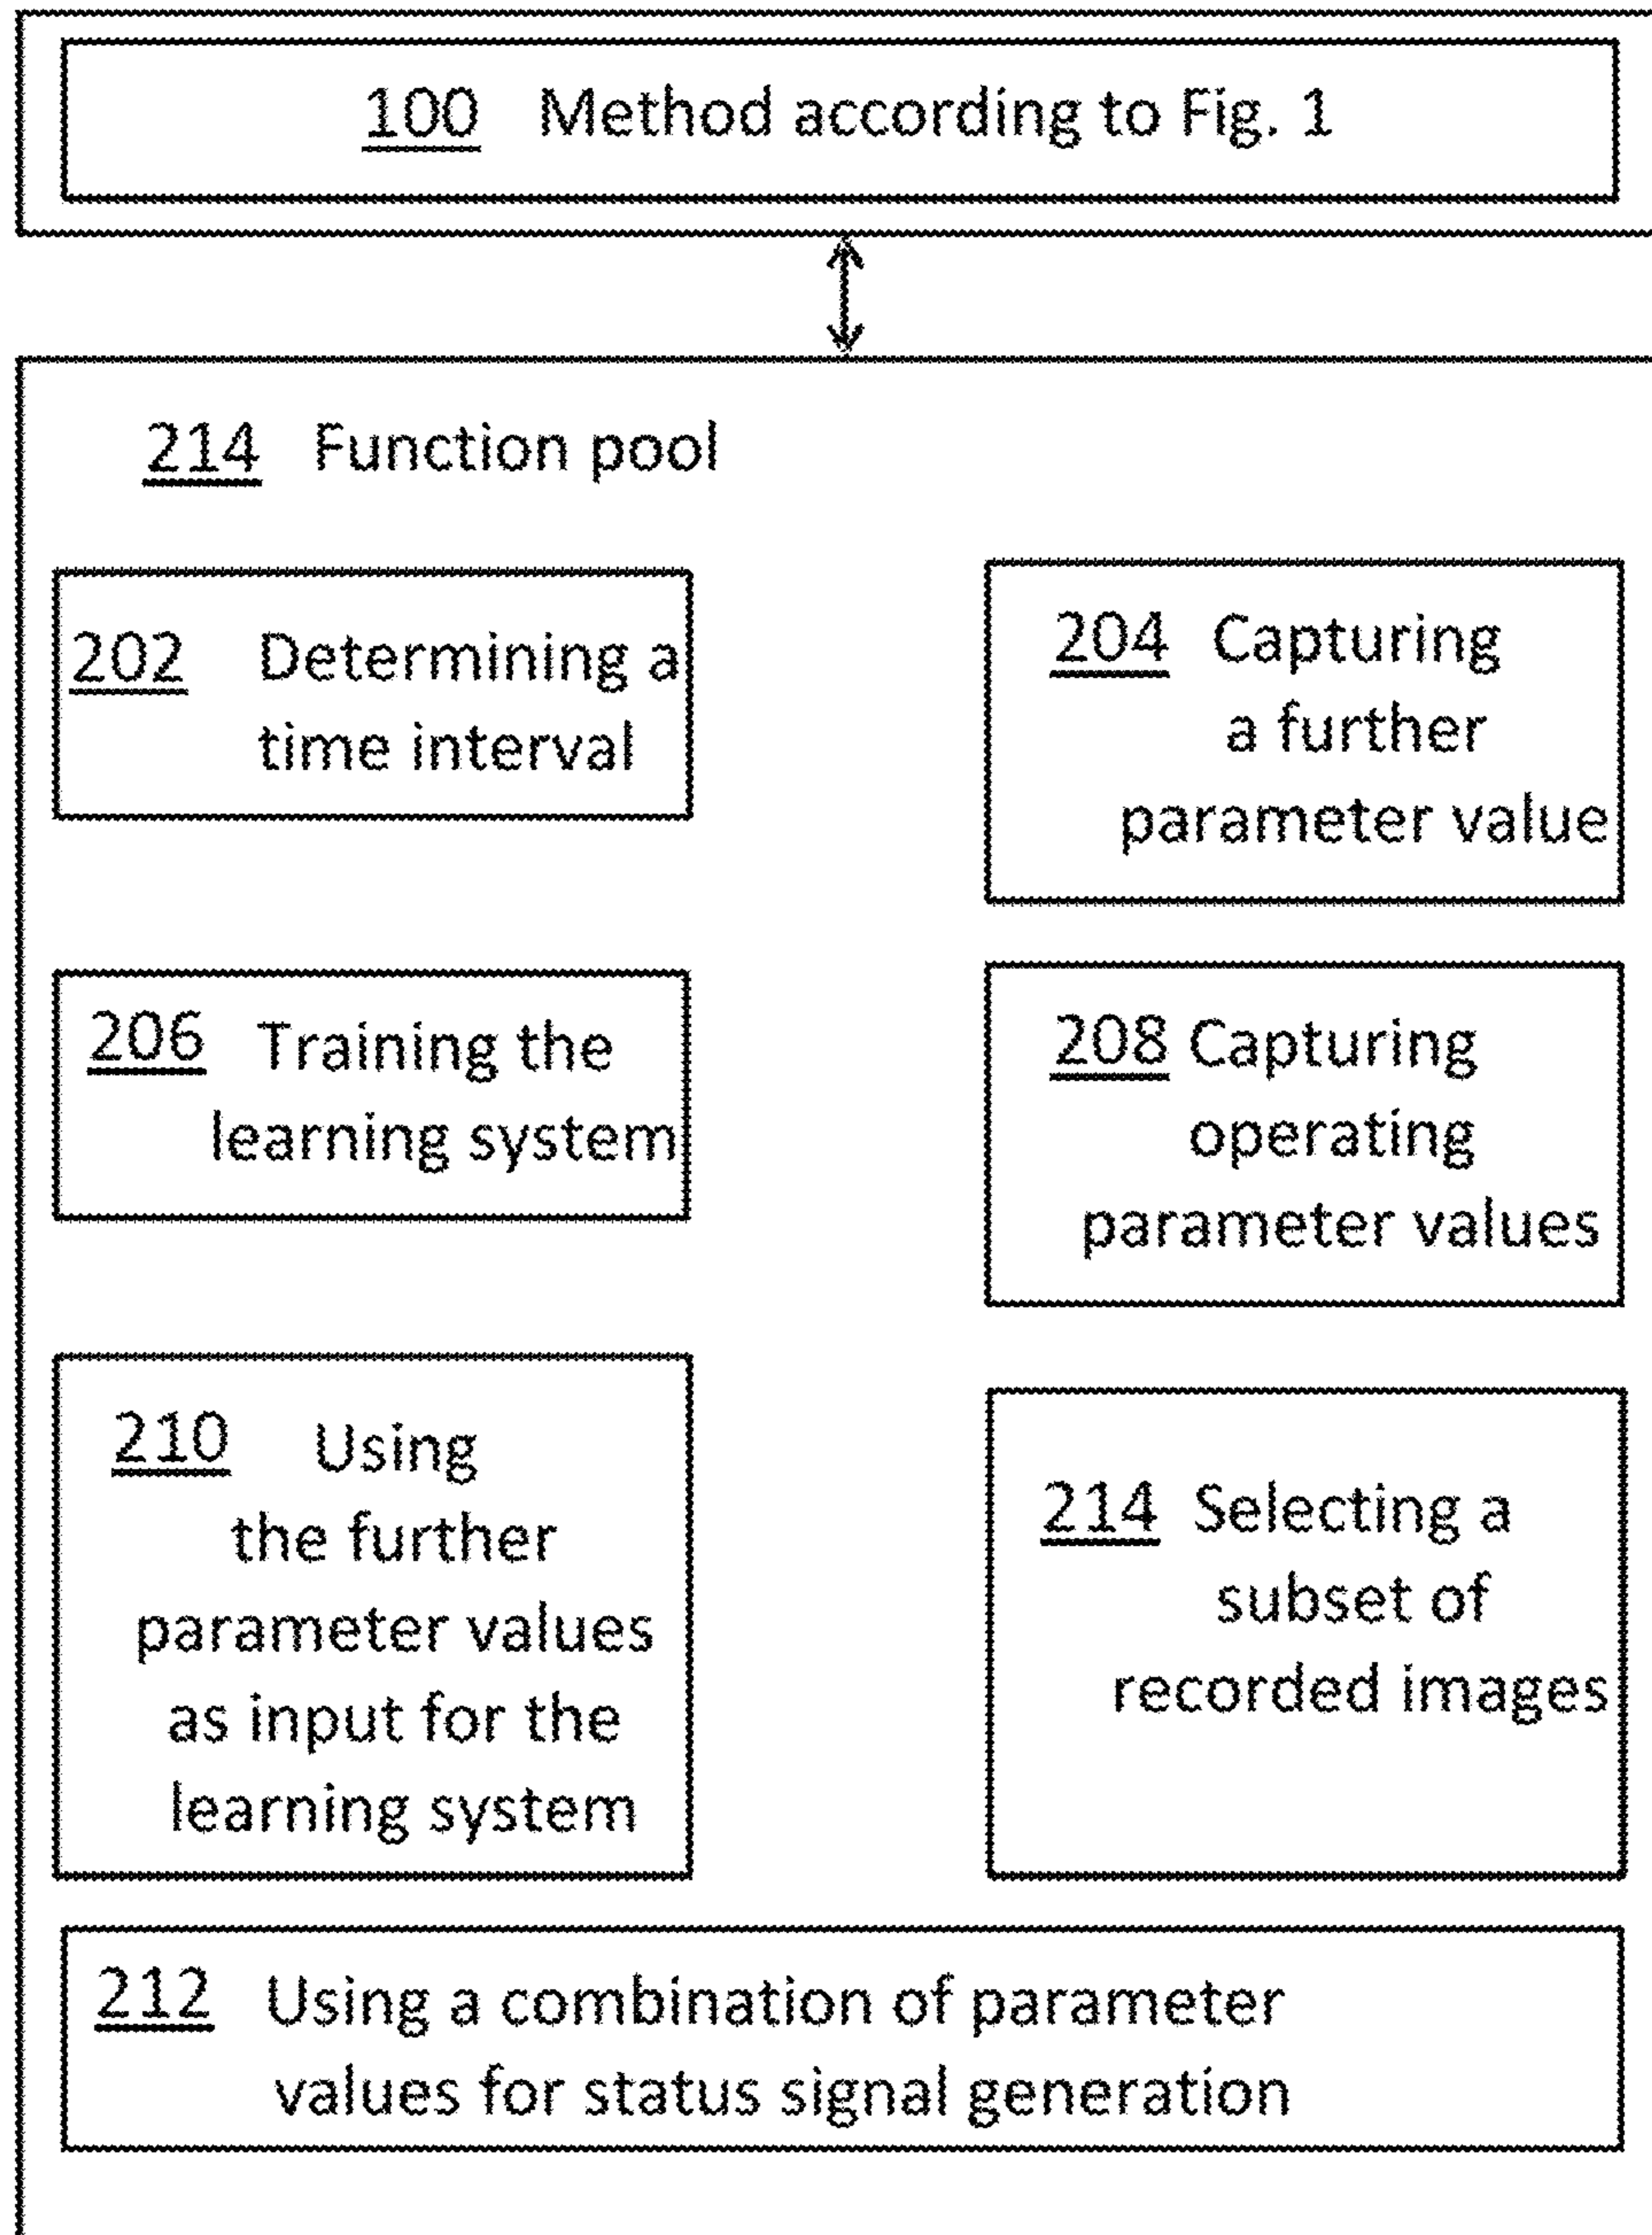 100 Method according to Fig. 1
214 Function pool
202 Determining a
time interval
204 Capturing
a further
parameter value
206 Training the
learning system
208 Capturing
operating
parameter values
210 Using
the further
parameter values
as input for the
learning system
214 Selecting a
subset of
recorded images
212 Using a combination of parameter
values for status signal generation